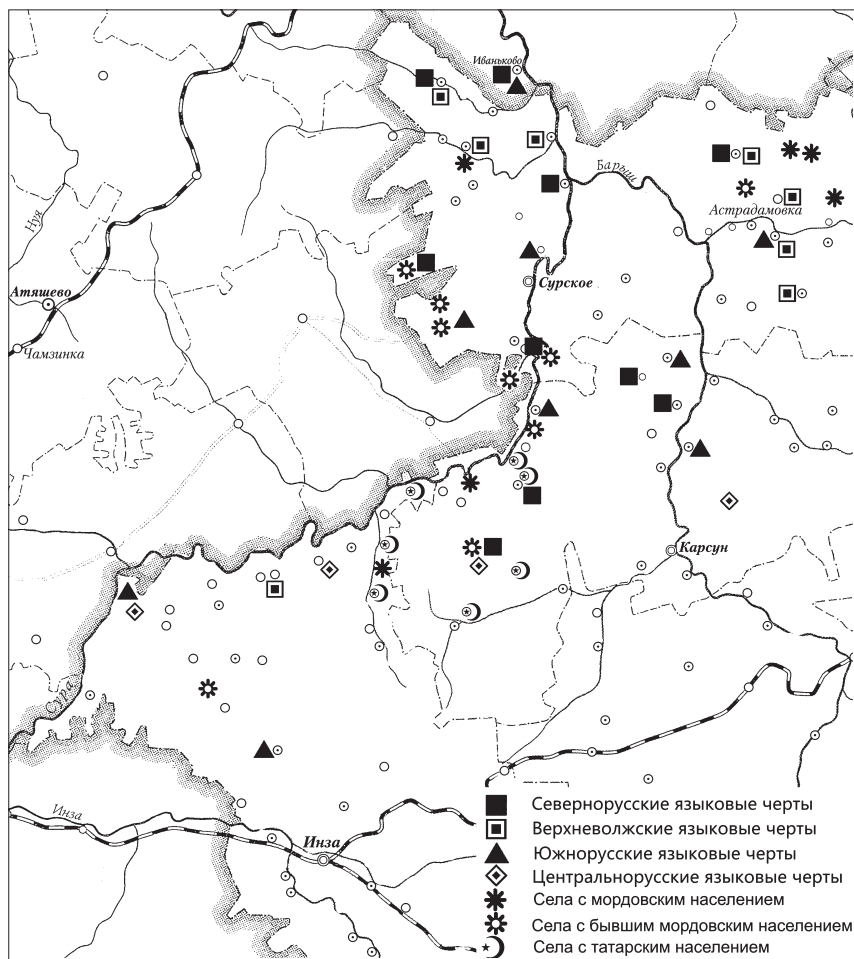 Иваньково
Барыш
Нуя
Астрадамовка
Атяшево
Сурское
Чамзинка
Карсун
Сура
Инза
Инза
Севернорусские языковые черты
Верхневолжские языковые черты
Южнорусские языковые черты
Центральнорусские языковые черты
Села с мордовским населением
Села с бывшим мордовским населением
Села с татарским населением